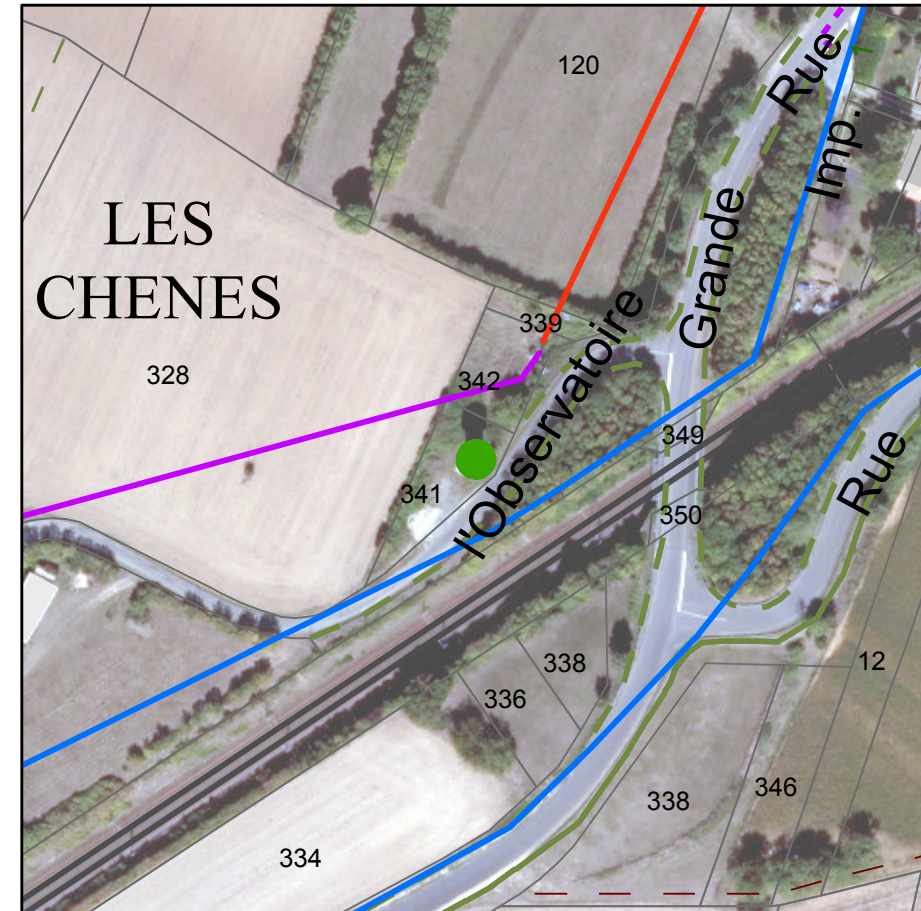 120
Rue
Imp.
LES
CHENES
Grande
339
l'Observatoire
328
342
349
341
Rue
350
338
12
336
346
338
334